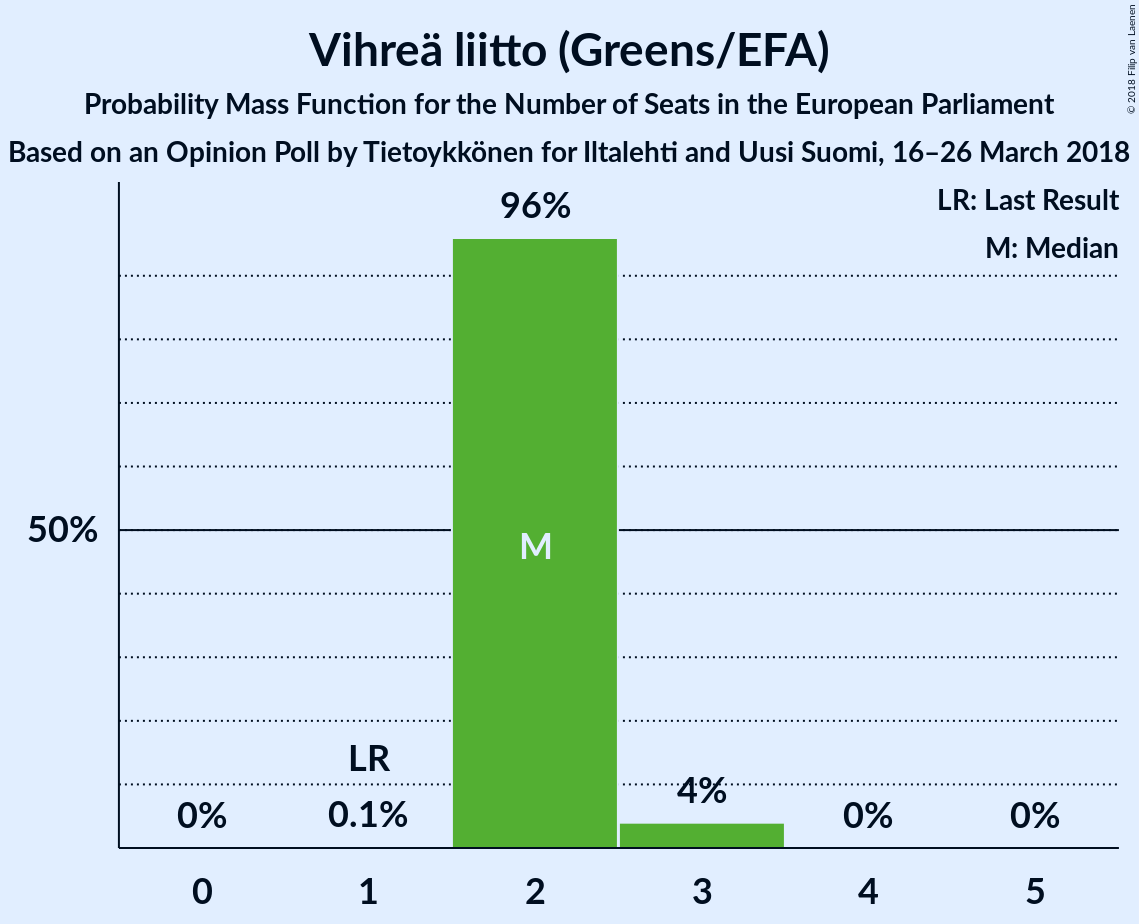 Vihreä liitto (Greens/EFA)
Probability Mass Function for the Number of Seats in the European Parliament
Based on an Opinion Poll by Tietoykkönen for Iltalehti and Uusi Suomi, 16–26 March 2018
© 2018 Filip van Laenen
LR: Last Result
M: Median
96%
50%
M
LR
0%
0.1%
4%
0%
0%
0
1
2
3
4
5